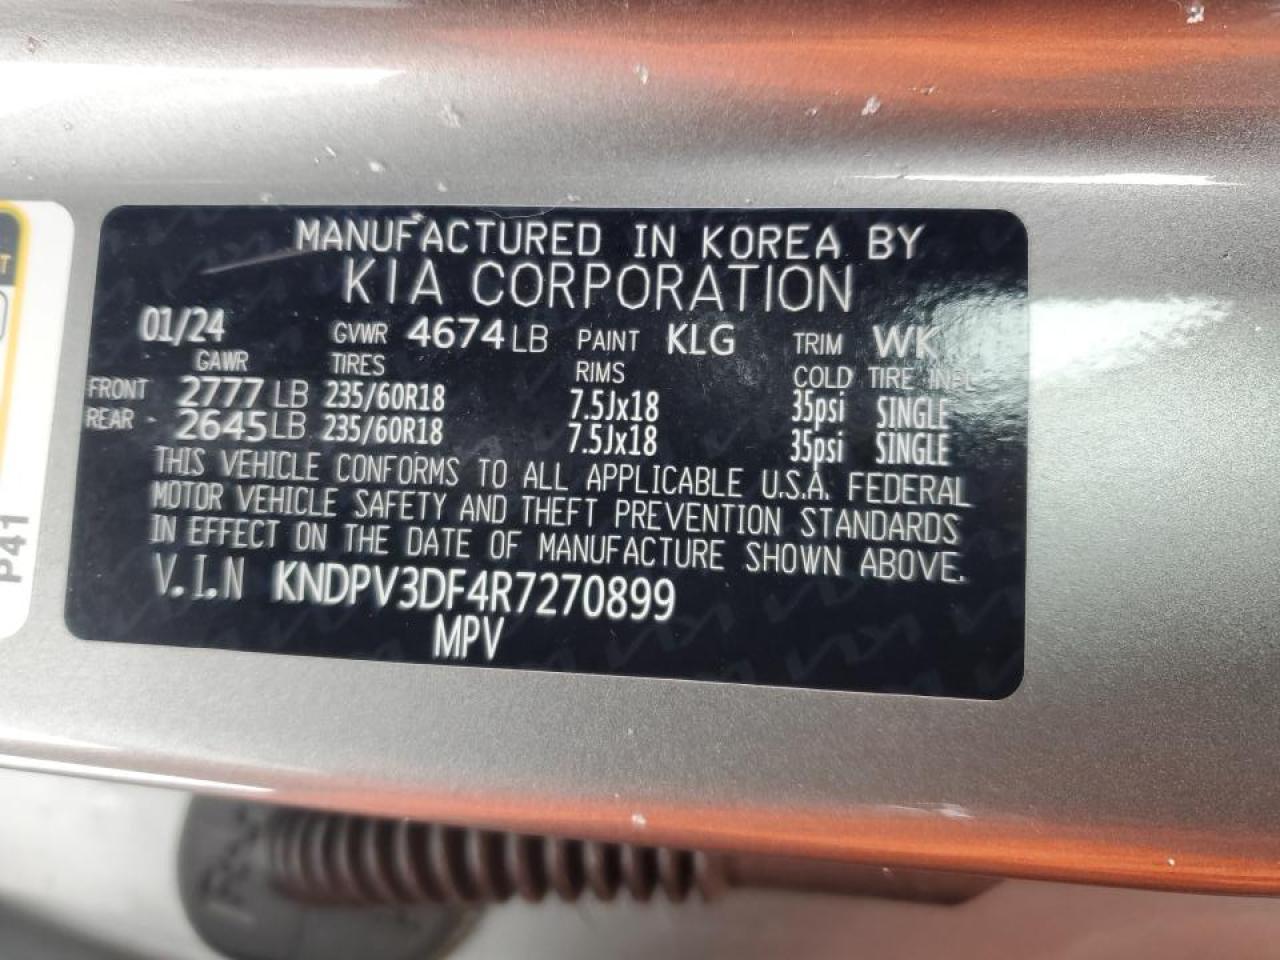 MANUFACTURED IN KOREA BY
KIA CORPORATION
01/24 GVWR 4674 LB PAINT KLG TRIM WK
GAWR TIRES RIMS COLD TIRE INFL
FRONT 2777 LB 235/60R18 7.5Jx18 35psi SINGLE
REAR 2645 LB 235/60R18 7.5Jx18 35psi SINGLE
THIS VEHICLE CONFORMS TO ALL APPLICABLE U.S.A. FEDERAL
MOTOR VEHICLE SAFETY AND THEFT PREVENTION STANDARDS
IN EFFECT ON THE DATE OF MANUFACTURE SHOWN ABOVE.
V.I.N KNDPV3DF4R7270899
MPV
P41